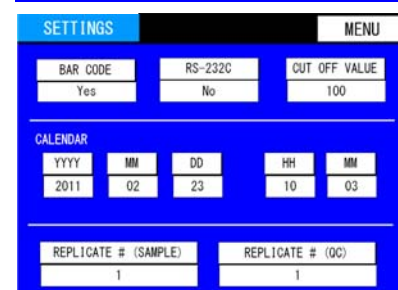 SETTINGS MENU
BAR CODE RS-232C CUT OFF VALUE
Yes No 100
CALENDAR
YYYY MM DD HH MM
2011 02 23 10 03
REPLICATE # (SAMPLE) REPLICATE # (QC)
1 1